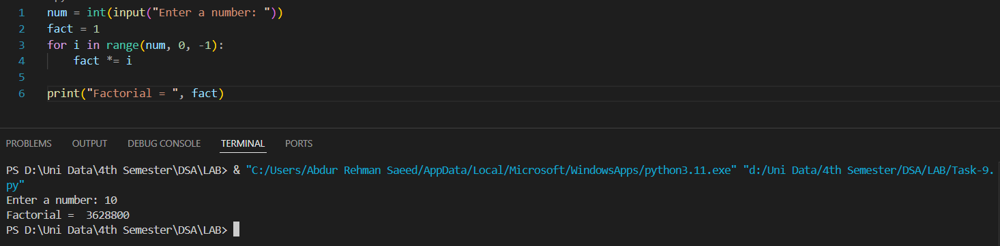 1 num = int(input("Enter a number: "))
2 fact = 1
3 for i in range(num, 0, -1):
4     fact *= i
5
6 print("Factorial = ", fact)
PROBLEMS OUTPUT DEBUG CONSOLE TERMINAL PORTS
PS D:\Uni Data\4th Semester\DSA\LAB> & "C:/Users/Abdur Rehman Saeed/AppData/Local/Microsoft/WindowsApps/python3.11.exe" "d:/Uni Data/4th Semester/DSA/LAB/Task-9.
py"
Enter a number: 10
Factorial =  3628800
PS D:\Uni Data\4th Semester\DSA\LAB>